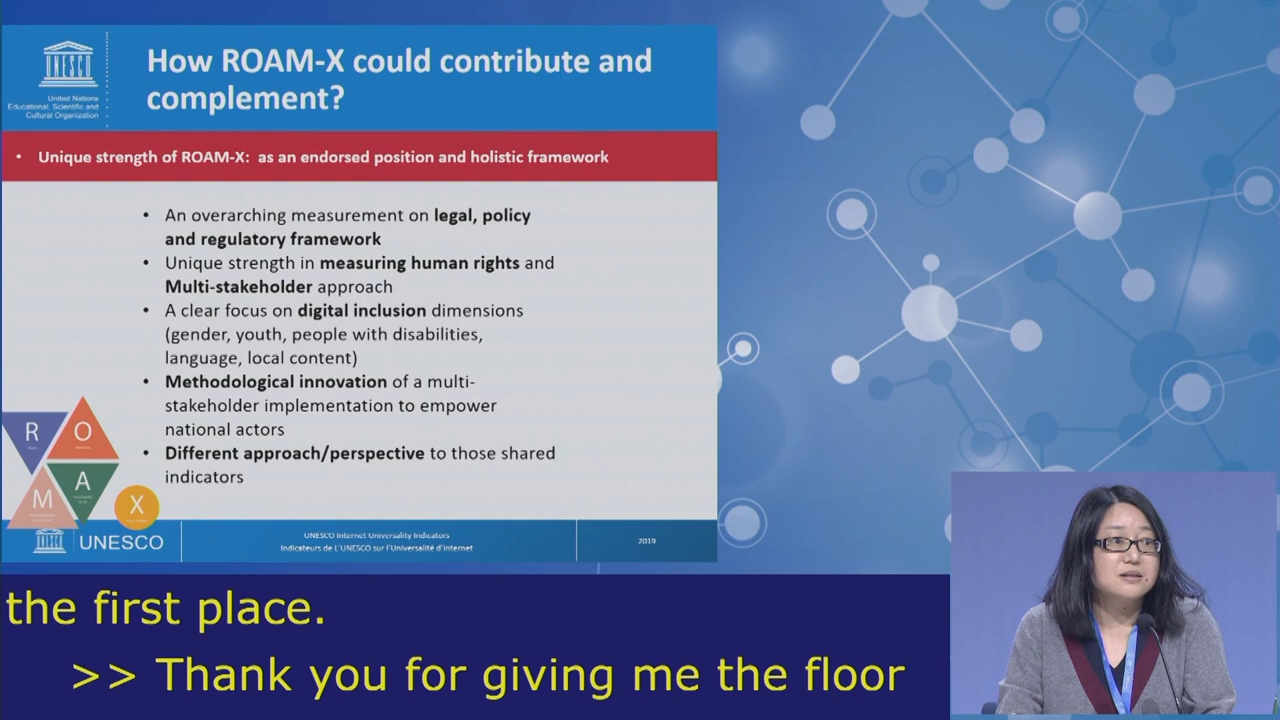 UNESCO
United Nations
Educational, Scientific and
Cultural Organization
How ROAM-X could contribute and
complement?
• Unique strength of ROAM-X: as an endorsed position and holistic framework
• An overarching measurement on legal, policy
and regulatory framework
• Unique strength in measuring human rights and
Multi-stakeholder approach
• A clear focus on digital inclusion dimensions
(gender, youth, people with disabilities,
language, local content)
• Methodological innovation of a multi-
stakeholder implementation to empower
national actors
• Different approach/perspective to those shared
indicators
R
O
M
A
X
UNESCO
UNESCO Internet Universality Indicators
Indicateurs de L'UNESCO sur l'Universalité d'Internet
2019
the first place.
>> Thank you for giving me the floor